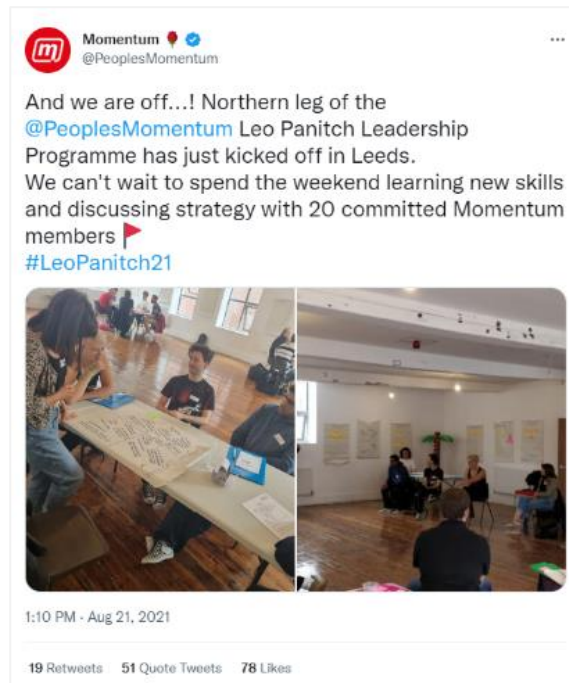 Momentum
@PeoplesMomentum
And we are off...! Northern leg of the
@PeoplesMomentum Leo Panitch Leadership
Programme has just kicked off in Leeds.
We can't wait to spend the weekend learning new skills
and discussing strategy with 20 committed Momentum
members
#LeoPanitch21
1:10 PM · Aug 21, 2021
19 Retweets 51 Quote Tweets 78 Likes